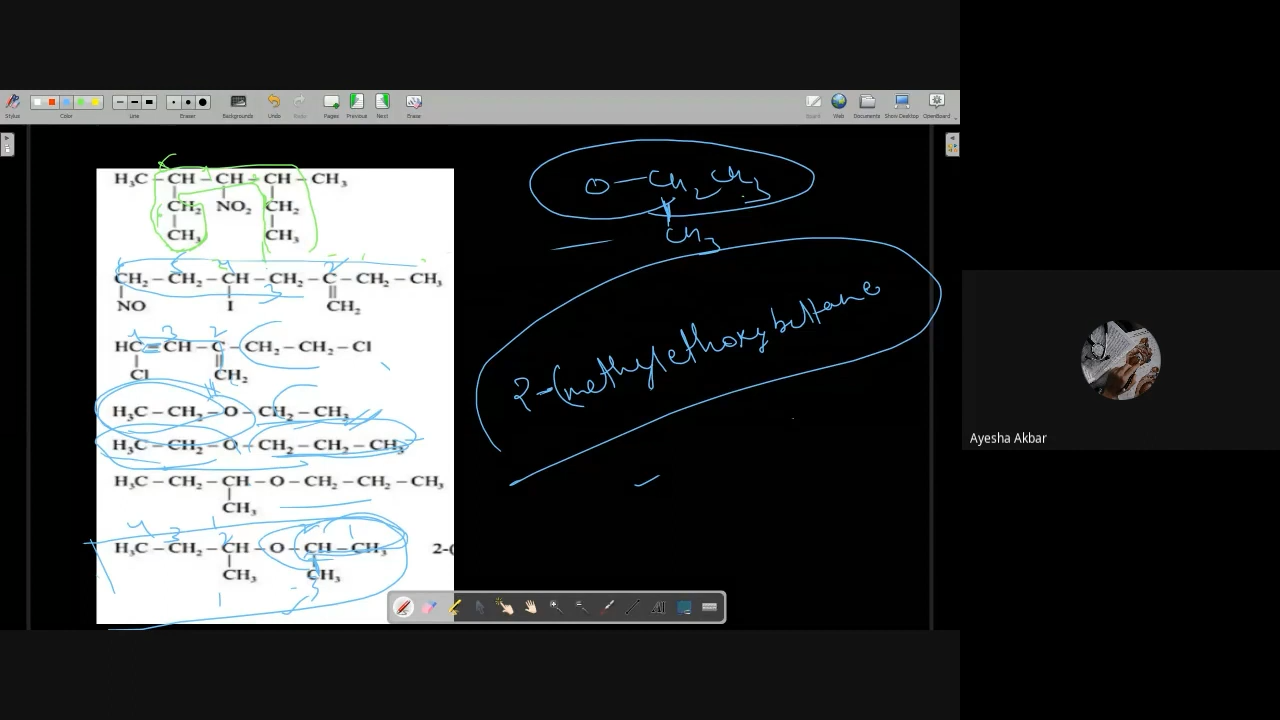 Stylus Color Line Eraser Backgrounds Undo Redo Pages Previous Next Erase Board Web Documents Show Desktop OpenBoard
H₃C – CH – CH – CH – CH₃
CH₂ NO₂ CH₂
CH₃ CH₃
CH₂ – CH₂ – CH – CH₂ – C – CH₂ – CH₃
NO I CH₂
HC = CH – C – CH₂ – CH₂ – Cl
Cl CH₂
H₃C – CH₂ – O – CH₂ – CH₃
H₃C – CH₂ – O – CH₂ – CH₂ – CH₃
H₃C – CH₂ – CH – O – CH₂ – CH₂ – CH₃
CH₃
H₃C – CH₂ – CH – O – CH – CH₃ 2-(
CH₃ CH₃
O – CH₂ CH₃
CH₃
2-(methylethoxy buttane
Ayesha Akbar